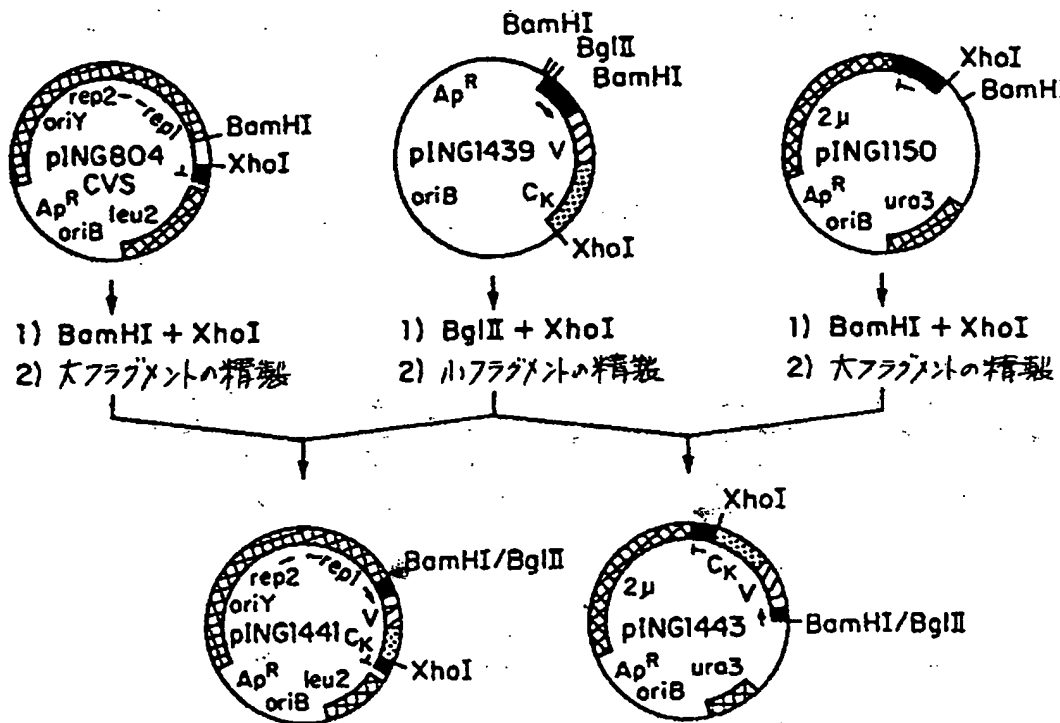 BamHI
BglII
BamHI
XhoI
BamHI
rep2
rep1
oriY
BamHI
pING804
XhoI
CVS
Ap^R
leu2
oriB
Ap^R
pING1439
V
oriB
C_K
XhoI
2μ
pING1150
Ap^R
ura3
oriB
1) BamHI + XhoI
2) 大フラグメントの精製
1) BglII + XhoI
2) 小フラグメントの精製
1) BamHI + XhoI
2) 大フラグメントの精製
rep2
rep1
BamHI/BglII
oriY
V
pING1441
C_K
XhoI
Ap^R
leu2
oriB
XhoI
C_K
2μ
V
pING1443
BamHI/BglII
Ap^R
ura3
oriB